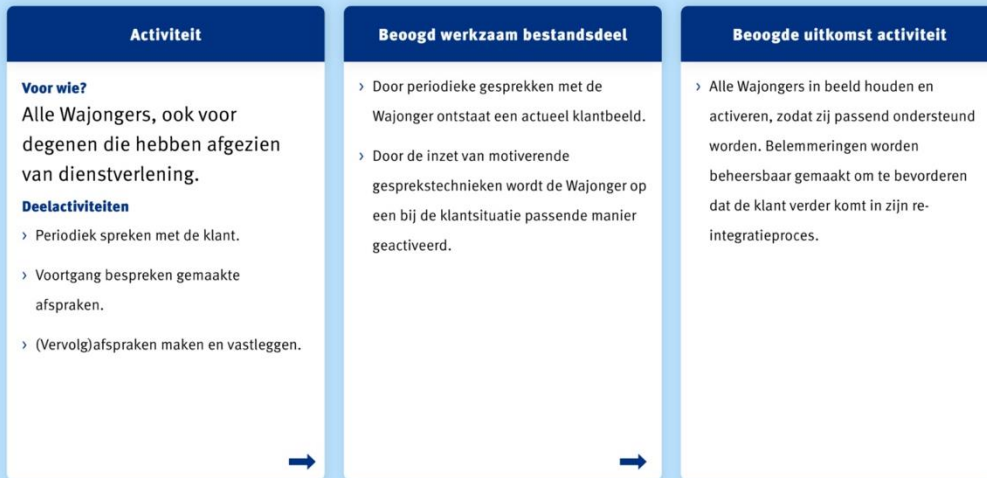 Activiteit
Voor wie?
Alle Wajongers, ook voor
degenen die hebben afgezien
van dienstverlening.
Deelactiviteiten
› Periodiek spreken met de klant.
› Voortgang bespreken gemaakte
afspraken.
› (Vervolg)afspraken maken en vastleggen.
Beoogd werkzaam bestandsdeel
› Door periodieke gesprekken met de
Wajonger ontstaat een actueel klantbeeld.
› Door de inzet van motiverende
gesprekstechnieken wordt de Wajonger op
een bij de klantsituatie passende manier
geactiveerd.
Beoogde uitkomst activiteit
› Alle Wajongers in beeld houden en
activeren, zodat zij passend ondersteund
worden. Belemmeringen worden
beheersbaar gemaakt om te bevorderen
dat de klant verder komt in zijn re-
integratieproces.